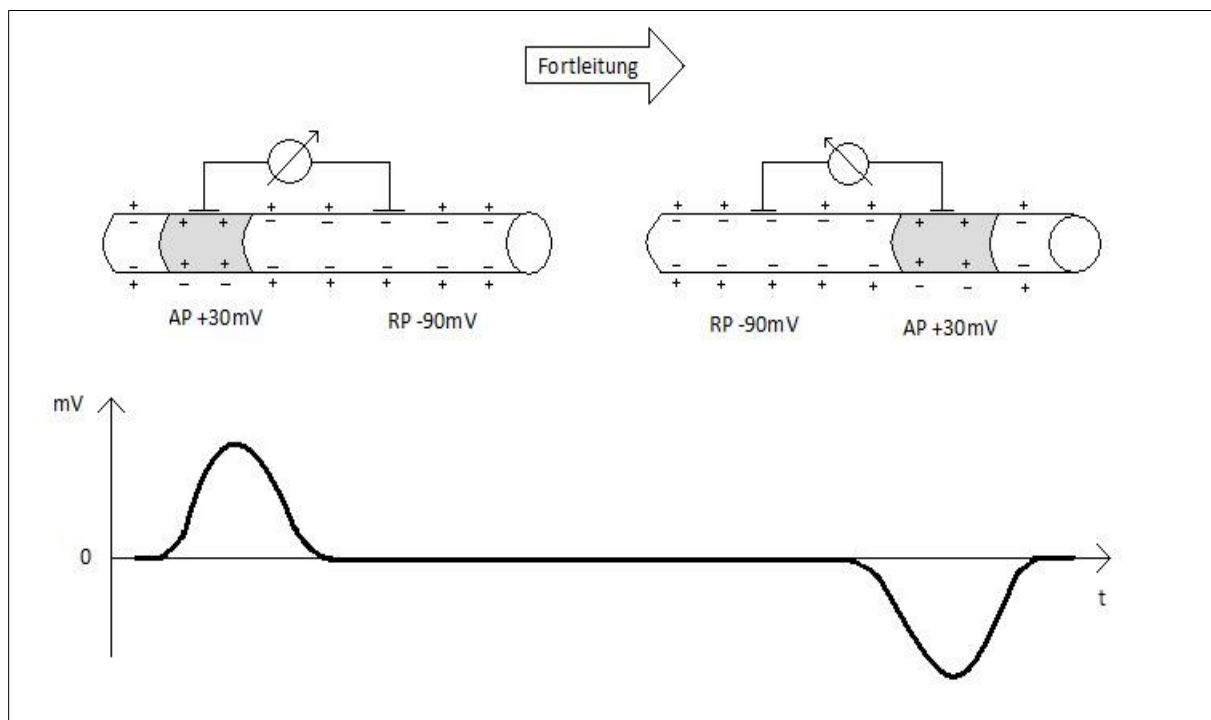 Fortleitung
+ + + + + +
− + + − − − − − −
− + + − − − − − −
+ − − + + + + +
AP +30mV RP -90mV
+ + + + + +
− − − − − + + −
− − − − − + + −
+ + + + + − − +
RP -90mV AP +30mV
mV
0
t